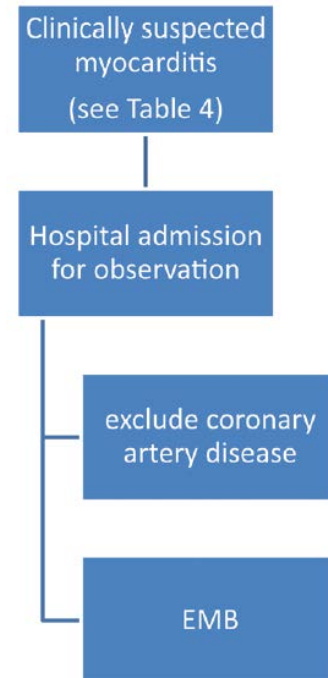 Clinically suspected
myocarditis
(see Table 4)
Hospital admission
for observation
exclude coronary
artery disease
EMB